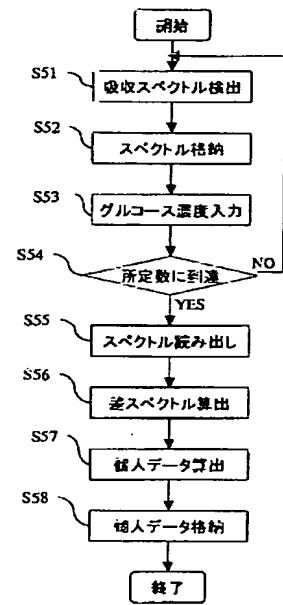 開始
S51
吸収スペクトル検出
S52
スペクトル格納
S53
グルコース濃度入力
S54
所定数に到達
NO
YES
S55
スペクトル読み出し
S56
差スペクトル算出
S57
個人データ算出
S58
個人データ格納
終了